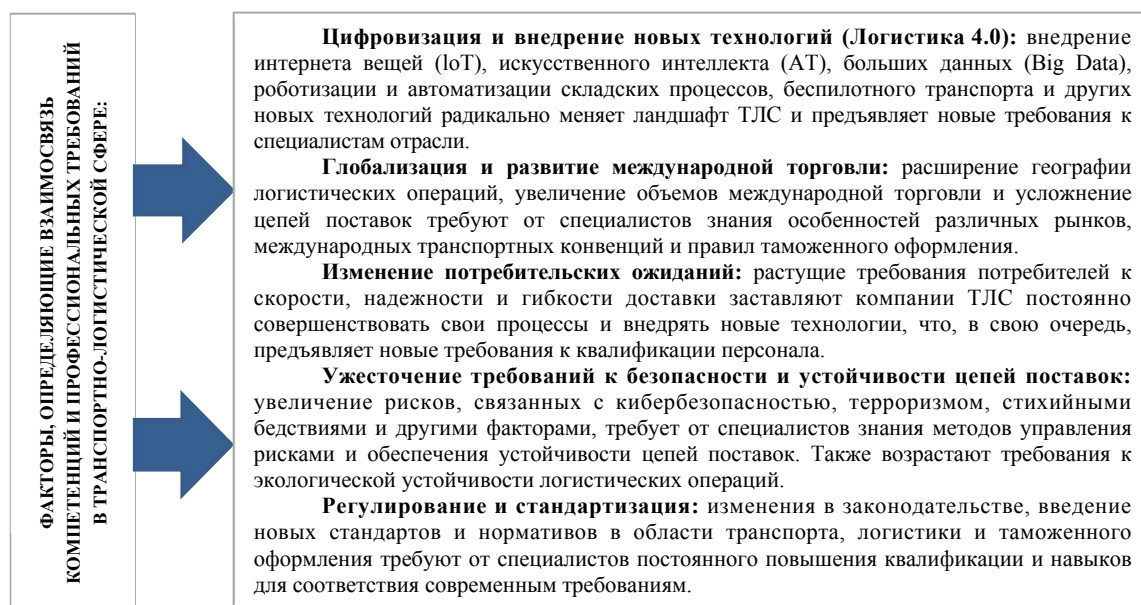 ФАКТОРЫ, ОПРЕДЕЛЯЮЩИЕ ВЗАИМОСВЯЗЬ
КОМПЕТЕНЦИЙ И ПРОФЕССИОНАЛЬНЫХ ТРЕБОВАНИЙ
В ТРАНСПОРТНО-ЛОГИСТИЧЕСКОЙ СФЕРЕ:
Цифровизация и внедрение новых технологий (Логистика 4.0): внедрение
интернета вещей (loT), искусственного интеллекта (АТ), больших данных (Big Data),
роботизации и автоматизации складских процессов, беспилотного транспорта и других
новых технологий радикально меняет ландшафт ТЛС и предъявляет новые требования к
специалистам отрасли.
Глобализация и развитие международной торговли: расширение географии
логистических операций, увеличение объемов международной торговли и усложнение
цепей поставок требуют от специалистов знания особенностей различных рынков,
международных транспортных конвенций и правил таможенного оформления.
Изменение потребительских ожиданий: растущие требования потребителей к
скорости, надежности и гибкости доставки заставляют компании ТЛС постоянно
совершенствовать свои процессы и внедрять новые технологии, что, в свою очередь,
предъявляет новые требования к квалификации персонала.
Ужесточение требований к безопасности и устойчивости цепей поставок:
увеличение рисков, связанных с кибербезопасностью, терроризмом, стихийными
бедствиями и другими факторами, требует от специалистов знания методов управления
рисками и обеспечения устойчивости цепей поставок. Также возрастают требования к
экологической устойчивости логистических операций.
Регулирование и стандартизация: изменения в законодательстве, введение
новых стандартов и нормативов в области транспорта, логистики и таможенного
оформления требуют от специалистов постоянного повышения квалификации и навыков
для соответствия современным требованиям.